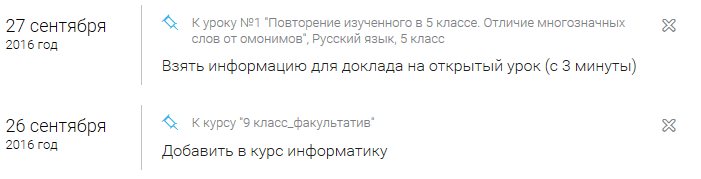 27 сентября
2016 год
К уроку №1 "Повторение изученного в 5 классе. Отличие многозначных
слов от омонимов", Русский язык, 5 класс
Взять информацию для доклада на открытый урок (с 3 минуты)
26 сентября
2016 год
К курсу "9 класс_факультатив"
Добавить в курс информатику